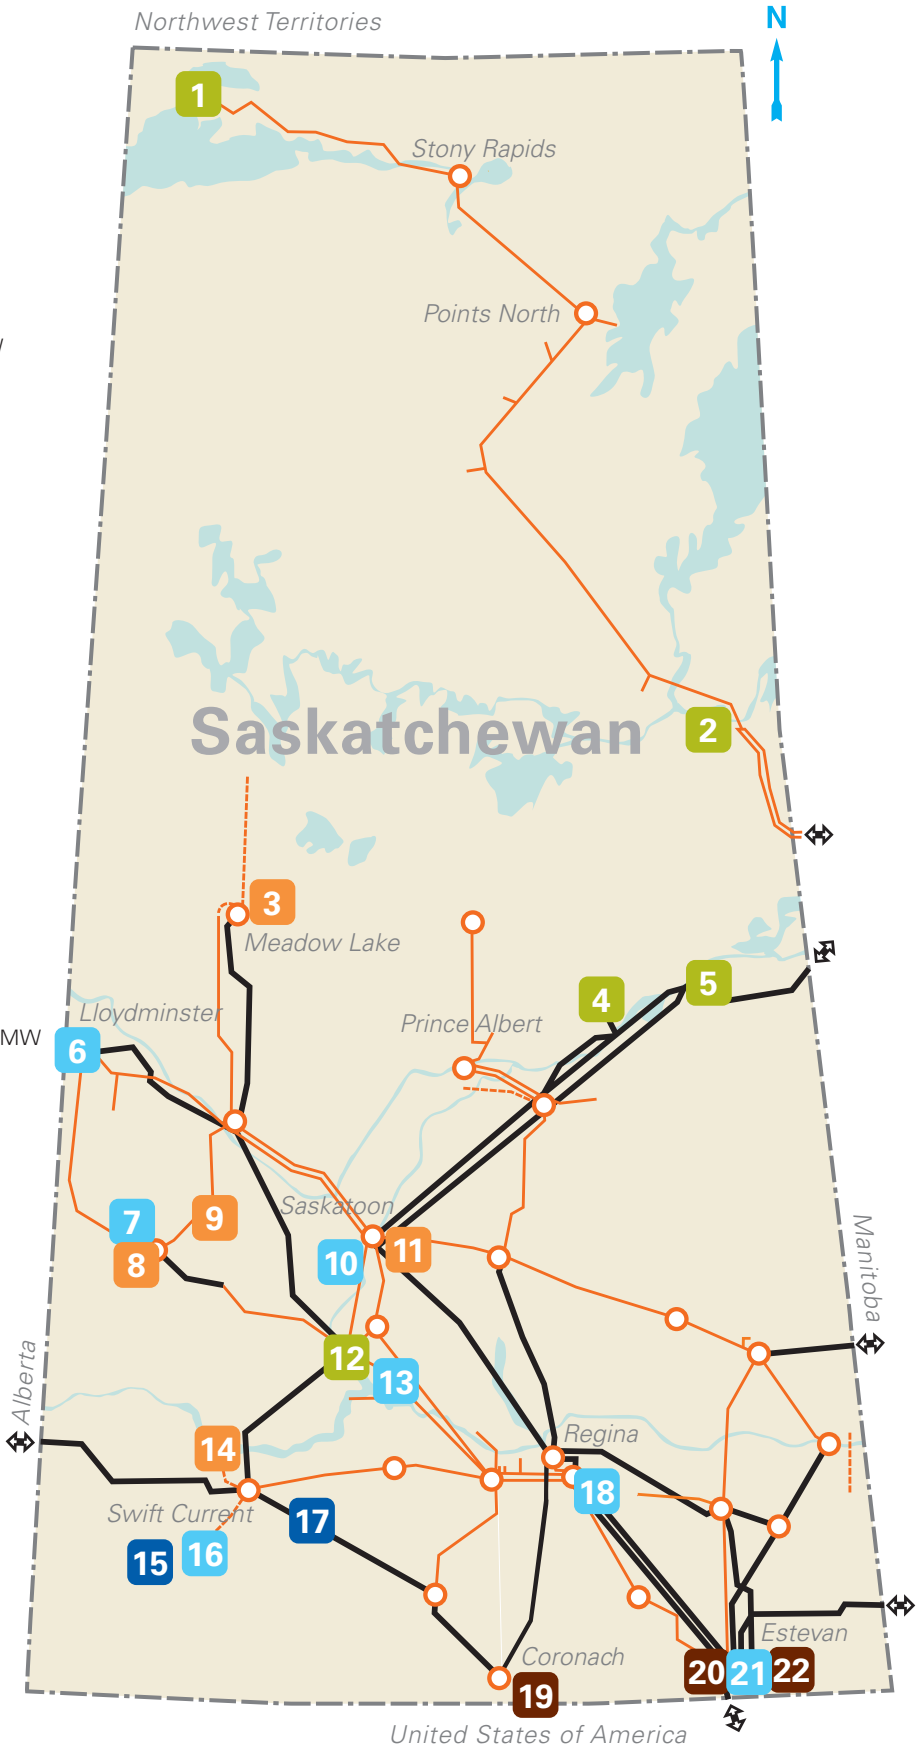 Northwest Territories
N
1
Stony Rapids
Points North
Saskatchewan
2
3
Meadow Lake
4
5
Lloydminster
Prince Albert
MW
6
7
8
9
Saskatoon
10
11
Manitoba
12
13
Alberta
14
Regina
Swift Current
17
18
15
16
Estevan
Coronach
19
20
21
22
United States of America